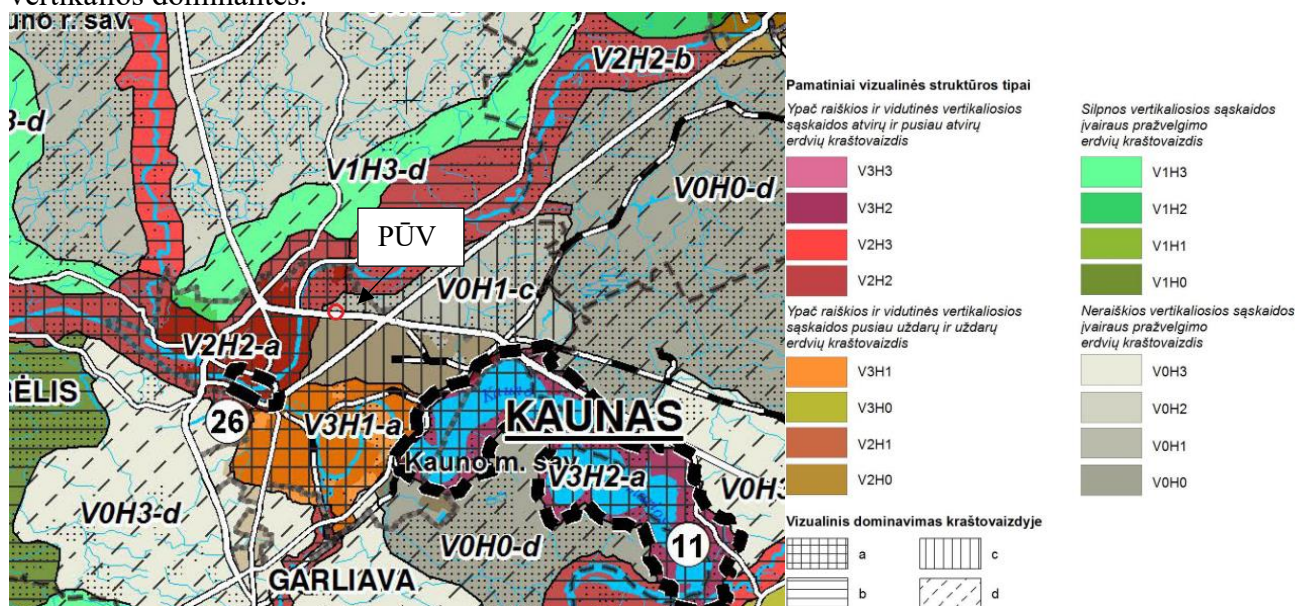 vertikalios dominantės.
V2H2-b
3-d
V1H3-d
V0H0-d
PŪV
V0H1-c
V2H2-a
26
V3H1-a
KAUNAS
Kauno m. sav.
V3H2-a
V0H3-d
V0H0-d
11
GARLIAVA
Pamatiniai vizualinės struktūros tipai
Ypač raiškios ir vidutinės vertikaliosios
sąskaidos atvirų ir pusiau atvirų
erdvių kraštovaizdis
V3H3
V3H2
V2H3
V2H2
Ypač raiškios ir vidutinės vertikaliosios
sąskaidos pusiau uždarų ir uždarų
erdvių kraštovaizdis
V3H1
V3H0
V2H1
V2H0
Silpnos vertikaliosios sąskaidos
įvairaus pražvelgimo
erdvių kraštovaizdis
V1H3
V1H2
V1H1
V1H0
Neraiškios vertikaliosios sąskaidos
įvairaus pražvelgimo
erdvių kraštovaizdis
V0H3
V0H2
V0H1
V0H0
Vizualinis dominavimas kraštovaizdyje
a
b
c
d